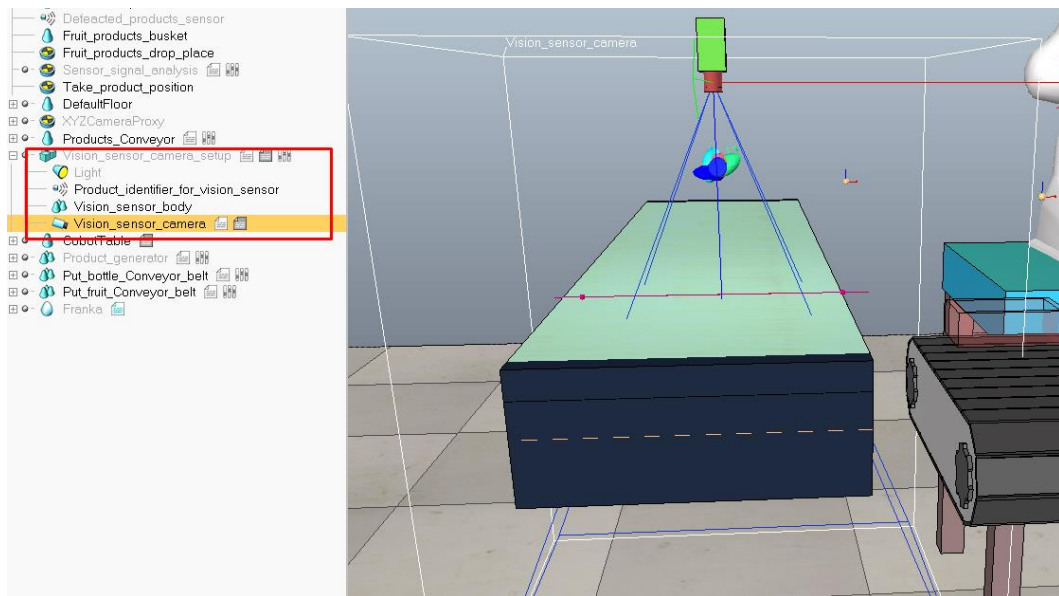 Defeacted_products_sensor
Fruit_products_busket
Fruit_products_drop_place
Sensor_signal_analysis
Take_product_position
DefaultFloor
XYZCameraProxy
Products_Conveyor
Vision_sensor_camera_setup
Light
Product_identifier_for_vision_sensor
Vision_sensor_body
Vision_sensor_camera
CobotTable
Product_generator
Put_bottle_Conveyor_belt
Put_fruit_Conveyor_belt
Franka
Vision_sensor_camera